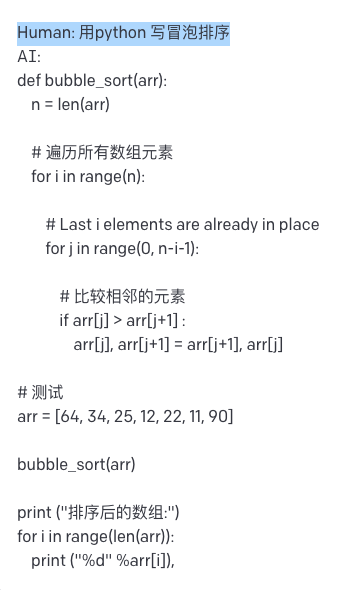 Human: 用python 写冒泡排序
AI:
def bubble_sort(arr):
    n = len(arr)
    # 遍历所有数组元素
    for i in range(n):
        # Last i elements are already in place
        for j in range(0, n-i-1):
            # 比较相邻的元素
            if arr[j] > arr[j+1] :
                arr[j], arr[j+1] = arr[j+1], arr[j]
# 测试
arr = [64, 34, 25, 12, 22, 11, 90]
bubble_sort(arr)
print ("排序后的数组:")
for i in range(len(arr)):
    print ("%d" %arr[i]),